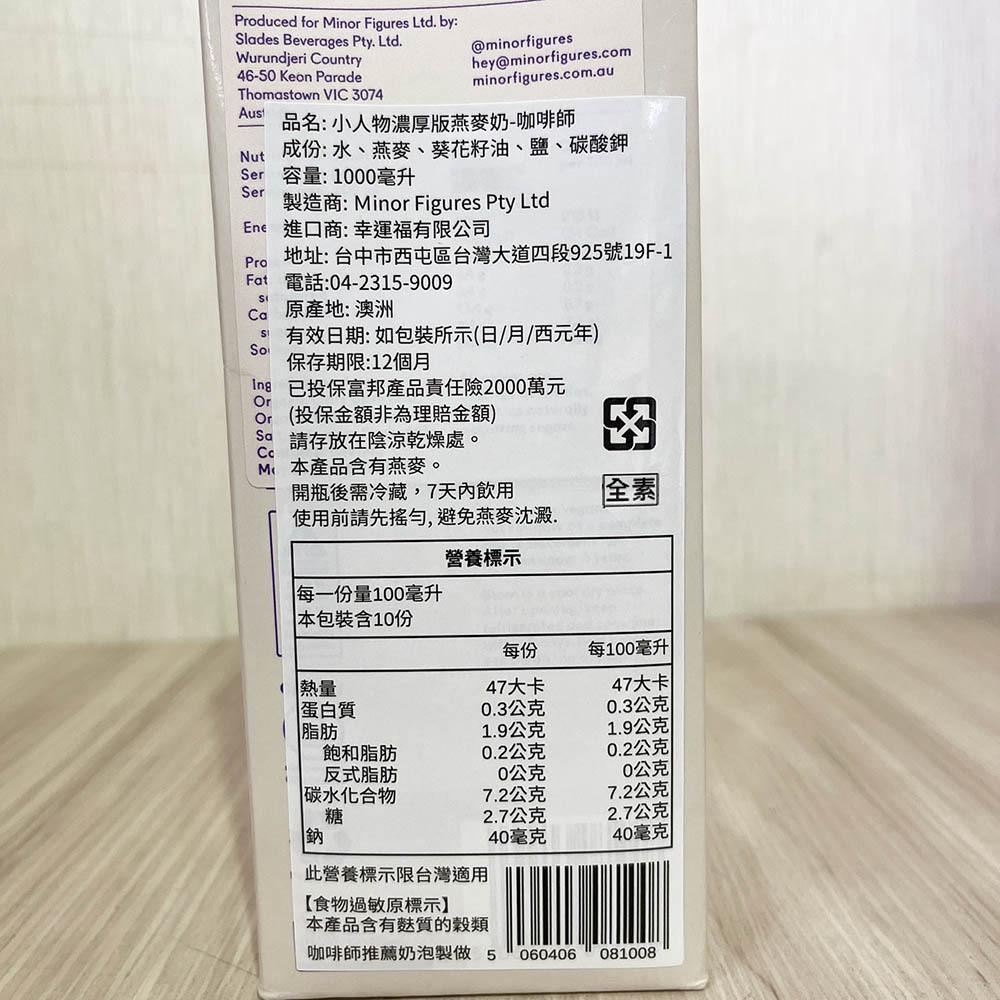 Produced for Minor Figures Ltd. by:
Slades Beverages Pty. Ltd.
Wurundjeri Country
46-50 Keon Parade
Thomastown VIC 3074
@minorfigures
hey@minorfigures.com
minorfigures.com.au
品名: 小人物濃厚版燕麥奶-咖啡師
成份: 水、燕麥、葵花籽油、鹽、碳酸鉀
容量: 1000毫升
製造商: Minor Figures Pty Ltd
進口商: 幸運福有限公司
地址: 台中市西屯區台灣大道四段925號19F-1
電話:04-2315-9009
原產地: 澳洲
有效日期: 如包裝所示(日/月/西元年)
保存期限:12個月
已投保富邦產品責任險2000萬元
(投保金額非為理賠金額)
請存放在陰涼乾燥處。
本產品含有燕麥。
開瓶後需冷藏，7天內飲用
全素
使用前請先搖勻, 避免燕麥沈澱.
營養標示
每一份量100毫升
本包裝含10份
每份 每100毫升
熱量 47大卡 47大卡
蛋白質 0.3公克 0.3公克
脂肪 1.9公克 1.9公克
飽和脂肪 0.2公克 0.2公克
反式脂肪 0公克 0公克
碳水化合物 7.2公克 7.2公克
糖 2.7公克 2.7公克
鈉 40毫克 40毫克
此營養標示限台灣適用
【食物過敏原標示】
本產品含有麩質的穀類
咖啡師推薦奶泡製做
5 060406 081008